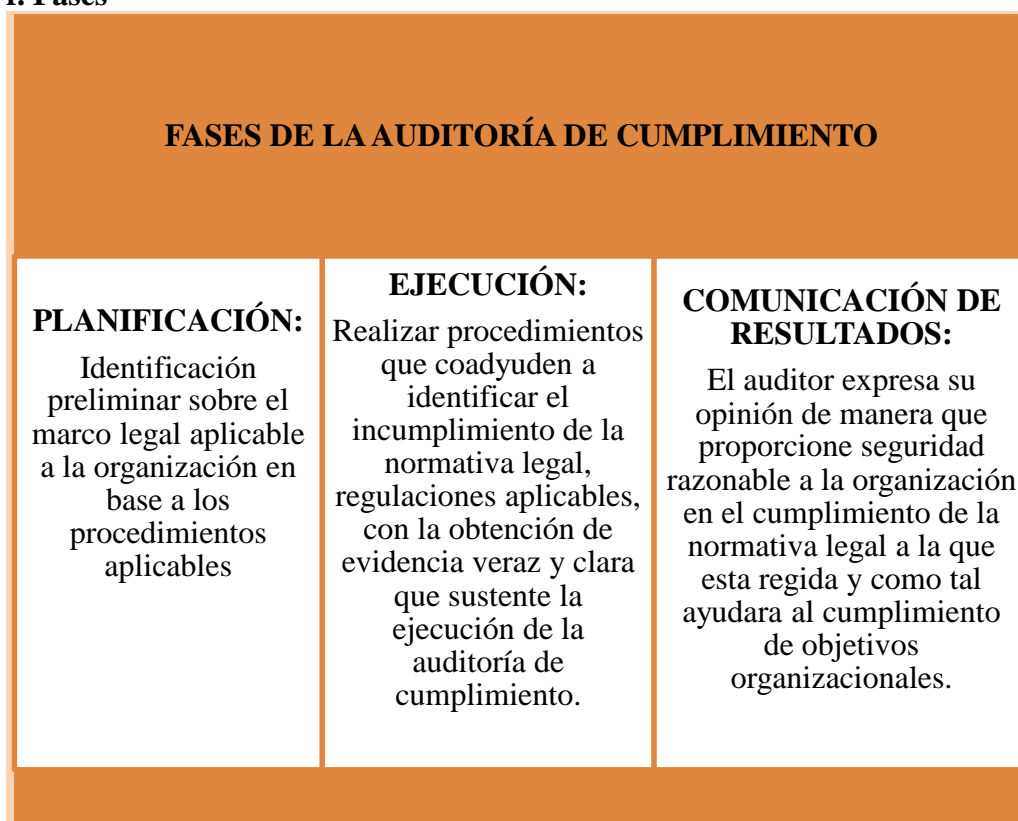 f. Fases
FASES DE LA AUDITORÍA DE CUMPLIMIENTO
PLANIFICACIÓN:
Identificación
preliminar sobre el
marco legal aplicable
a la organización en
base a los
procedimientos
aplicables
EJECUCIÓN:
Realizar procedimientos
que coadyuden a
identificar el
incumplimiento de la
normativa legal,
regulaciones aplicables,
con la obtención de
evidencia veraz y clara
que sustente la
ejecución de la
auditoría de
cumplimiento.
COMUNICACIÓN DE
RESULTADOS:
El auditor expresa su
opinión de manera que
proporcione seguridad
razonable a la organización
en el cumplimiento de la
normativa legal a la que
esta regida y como tal
ayudara al cumplimiento
de objetivos
organizacionales.